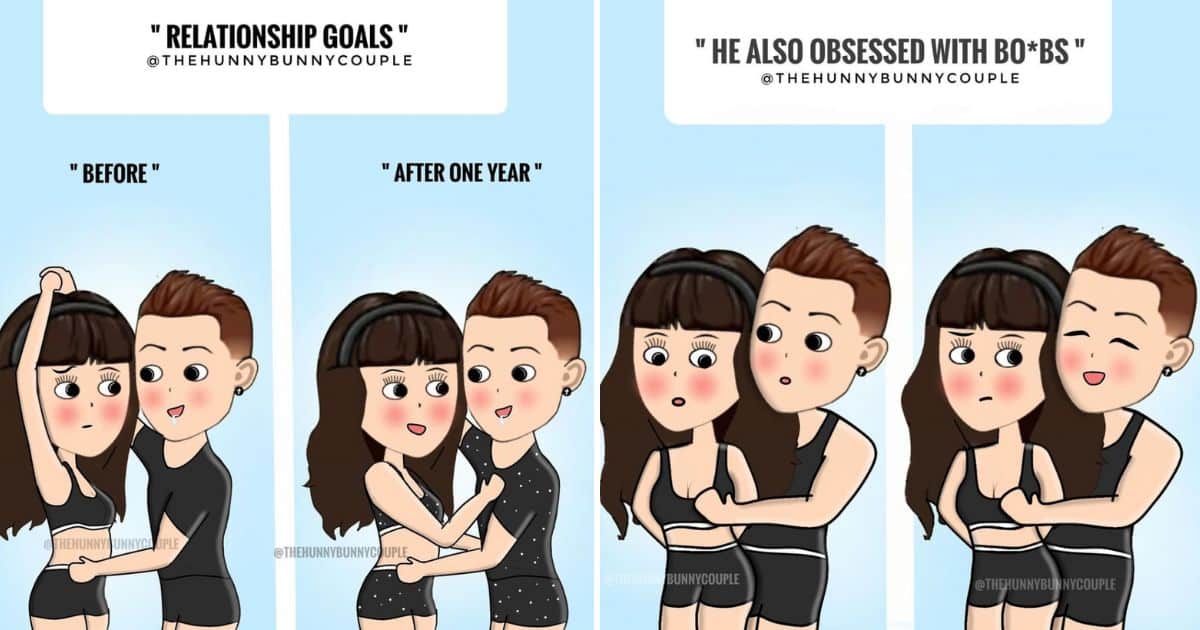 " RELATIONSHIP GOALS "
@THEHUNNYBUNNYCOUPLE
" BEFORE "
" AFTER ONE YEAR "
@THEHUNNYBUNNYCOUPLE
@THEHUNNYBUNNYCOUPLE
" HE ALSO OBSESSED WITH BO*BS "
@THEHUNNYBUNNYCOUPLE
@THEHUNNYBUNNYCOUPLE
@THEHUNNYBUNNYCOUPLE